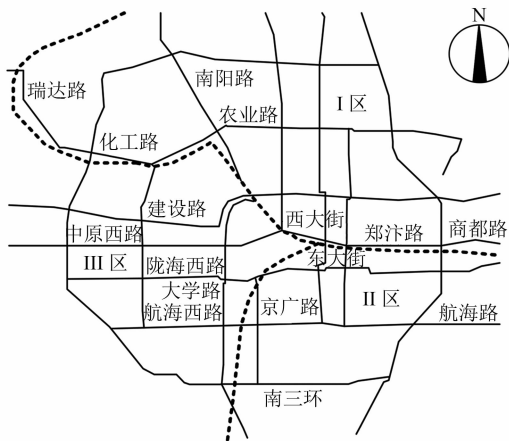 N
南阳路
瑞达路
I 区
农业路
化工路
建设路
西大街
商都路
中原西路
郑汴路
III 区
陇海西路
东大街
大学路
京广路
II 区
航海西路
航海路
南三环